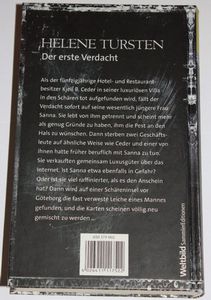 HELENE TURSTEN
Der erste Verdacht
Als der fünfzigjährige Hotel- und Restaurant-
besitzer Kjell B. Ceder in seiner luxuriösen Villa
in den Schären tot aufgefunden wird, fällt der
Verdacht sofort auf seine wesentlich jüngere Frau
Sanna. Sie lebt von ihm getrennt und scheint mehr
als genug Gründe zu haben, ihm die Pest an den
Hals zu wünschen. Dann sterben zwei Geschäfts-
leute auf ähnliche Weise wie Ceder und einer von
ihnen hatte früher beruflich mit Sanna zu tun.
Sie verkauften gemeinsam Luxusgüter über das
Internet. Ist Sanna etwa ebenfalls in Gefahr?
Oder ist sie viel raffinierter, als es den Anschein
hat? Dann wird auf einer Schäreninsel vor
Göteborg die fast verweste Leiche eines Mannes
gefunden, und die Karten scheinen völlig neu
gemischt zu werden ...
Weltbild SammlerEditionen